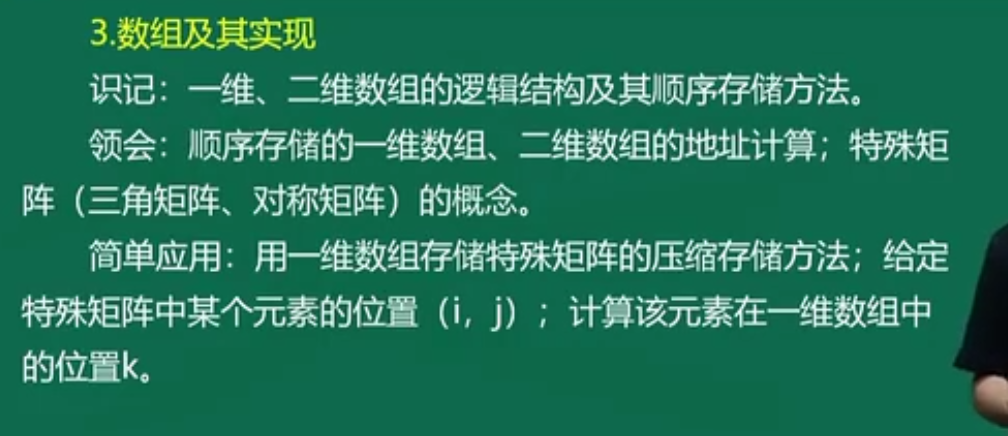 3.数组及其实现
识记：一维、二维数组的逻辑结构及其顺序存储方法。
领会：顺序存储的一维数组、二维数组的地址计算；特殊矩
阵（三角矩阵、对称矩阵）的概念。
简单应用：用一维数组存储特殊矩阵的压缩存储方法；给定
特殊矩阵中某个元素的位置（i，j）；计算该元素在一维数组中
的位置k。